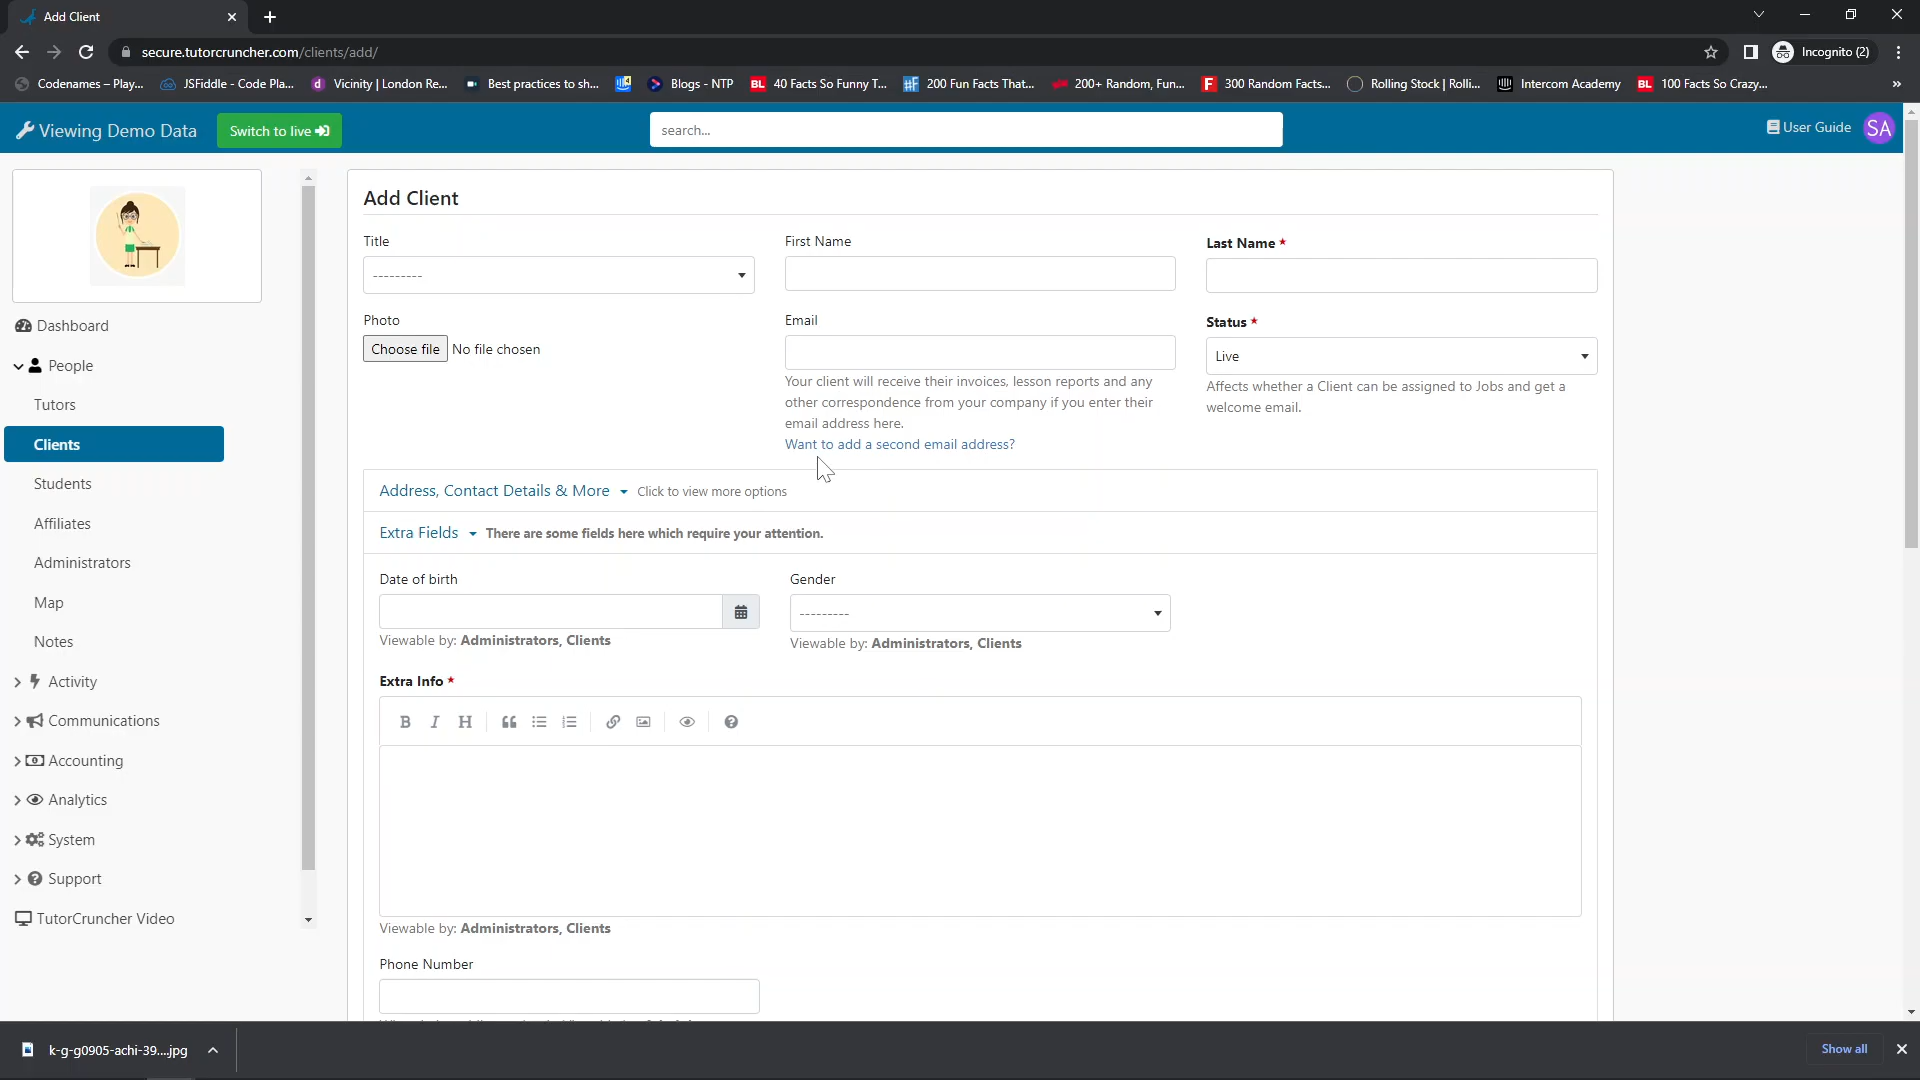 Add Client
secure.tutorcruncher.com/clients/add/
Incognito (2)
Codenames – Play...
JSFiddle - Code Pla...
Vicinity | London Re...
Best practices to sh...
Blogs - NTP
BL 40 Facts So Funny T...
#F 200 Fun Facts That...
200+ Random, Fun...
F 300 Random Facts...
Rolling Stock | Rolli...
Intercom Academy
BL 100 Facts So Crazy...
»
Viewing Demo Data
Switch to live
search...
User Guide
SA
Dashboard
People
Tutors
Clients
Students
Affiliates
Administrators
Map
Notes
Activity
Communications
Accounting
Analytics
System
Support
TutorCruncher Video
Add Client
Title
---------
First Name
Last Name *
Photo
Choose file No file chosen
Email
Your client will receive their invoices, lesson reports and any
other correspondence from your company if you enter their
email address here.
Want to add a second email address?
Status *
Live
Affects whether a Client can be assigned to Jobs and get a
welcome email.
Address, Contact Details & More Click to view more options
Extra Fields There are some fields here which require your attention.
Date of birth
Viewable by: Administrators, Clients
Gender
---------
Viewable by: Administrators, Clients
Extra Info *
B I H
Viewable by: Administrators, Clients
Phone Number
k-g-g0905-achi-39....jpg
Show all